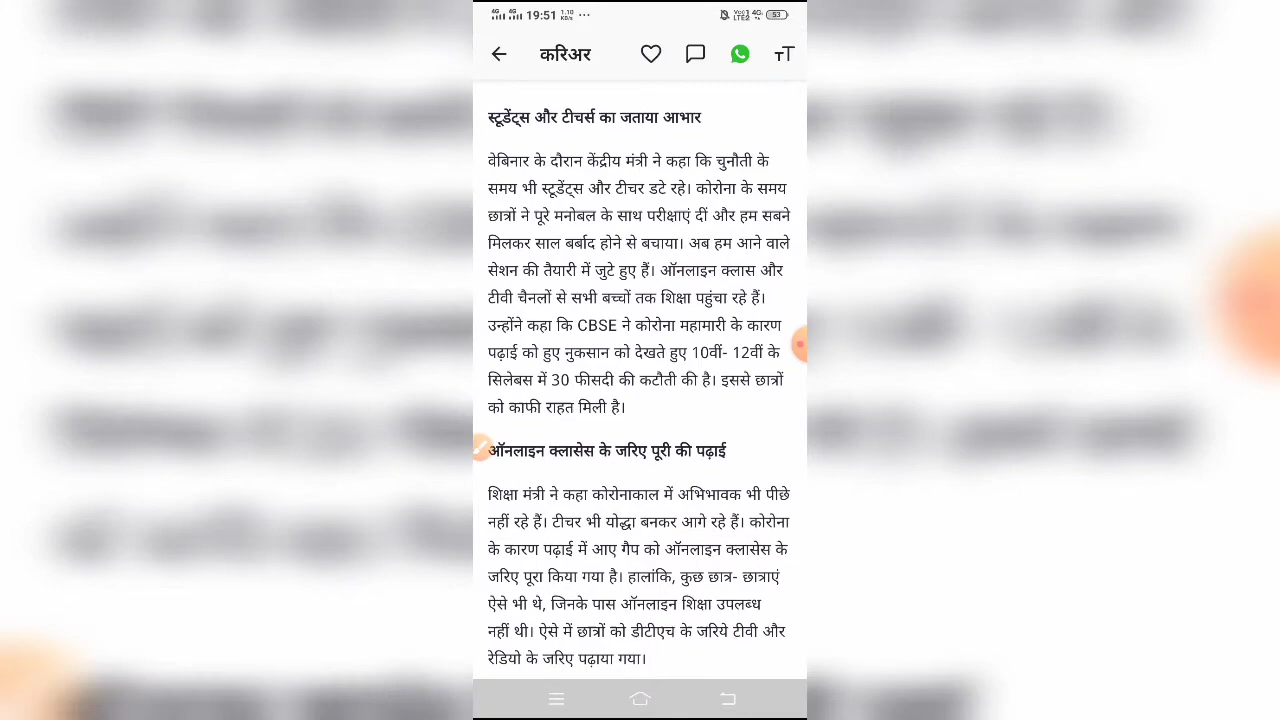 19:51 1.10 KB/s ... 53
करिअर
स्टूडेंट्स और टीचर्स का जताया आभार
वेबिनार के दौरान केंद्रीय मंत्री ने कहा कि चुनौती के
समय भी स्टूडेंट्स और टीचर डटे रहे। कोरोना के समय
छात्रों ने पूरे मनोबल के साथ परीक्षाएं दीं और हम सबने
मिलकर साल बर्बाद होने से बचाया। अब हम आने वाले
सेशन की तैयारी में जुटे हुए हैं। ऑनलाइन क्लास और
टीवी चैनलों से सभी बच्चों तक शिक्षा पहुंचा रहे हैं।
उन्होंने कहा कि CBSE ने कोरोना महामारी के कारण
पढ़ाई को हुए नुकसान को देखते हुए 10वीं- 12वीं के
सिलेबस में 30 फीसदी की कटौती की है। इससे छात्रों
को काफी राहत मिली है।
ऑनलाइन क्लासेस के जरिए पूरी की पढ़ाई
शिक्षा मंत्री ने कहा कोरोनाकाल में अभिभावक भी पीछे
नहीं रहे हैं। टीचर भी योद्धा बनकर आगे रहे हैं। कोरोना
के कारण पढ़ाई में आए गैप को ऑनलाइन क्लासेस के
जरिए पूरा किया गया है। हालांकि, कुछ छात्र- छात्राएं
ऐसे भी थे, जिनके पास ऑनलाइन शिक्षा उपलब्ध
नहीं थी। ऐसे में छात्रों को डीटीएच के जरिये टीवी और
रेडियो के जरिए पढ़ाया गया।